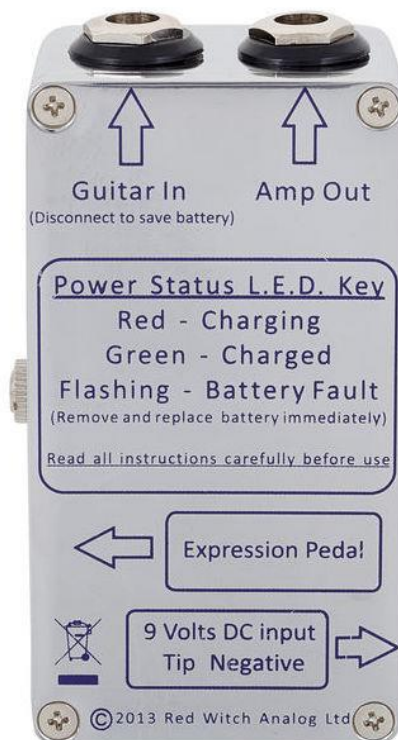 Guitar In Amp Out
(Disconnect to save battery)
Power Status L.E.D. Key
Red - Charging
Green - Charged
Flashing - Battery Fault
(Remove and replace battery immediately)
Read all instructions carefully before use
Expression Pedal
9 Volts DC input
Tip Negative
©2013 Red Witch Analog Ltd